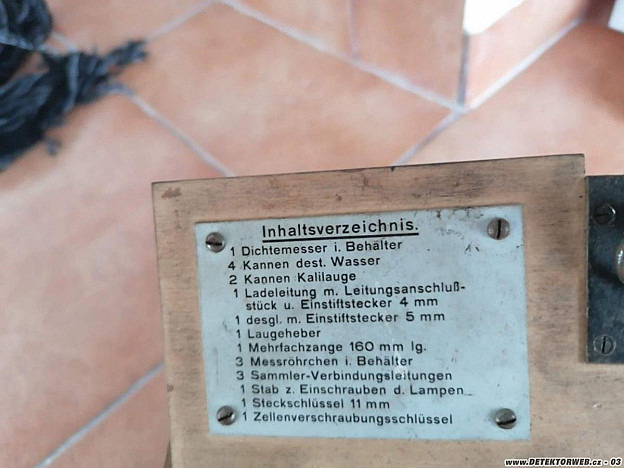 Inhaltsverzeichnis.
1 Dichtemesser i. Behälter
4 Kannen dest. Wasser
2 Kannen Kalilauge
1 Ladeleitung m. Leitungsanschluß-
stück u. Einstiftstecker 4 mm
1 desgl. m. Einstiftstecker 5 mm
1 Laugeheber
1 Mehrfachzange 160 mm lg.
3 Messröhrchen i. Behälter
3 Sammler-Verbindungsleitungen
1 Stab z. Einschrauben d. Lampen
1 Steckschlüssel 11 mm
1 Zellenverschraubungsschlüssel
www.DETEKTORWEB.cz - 03